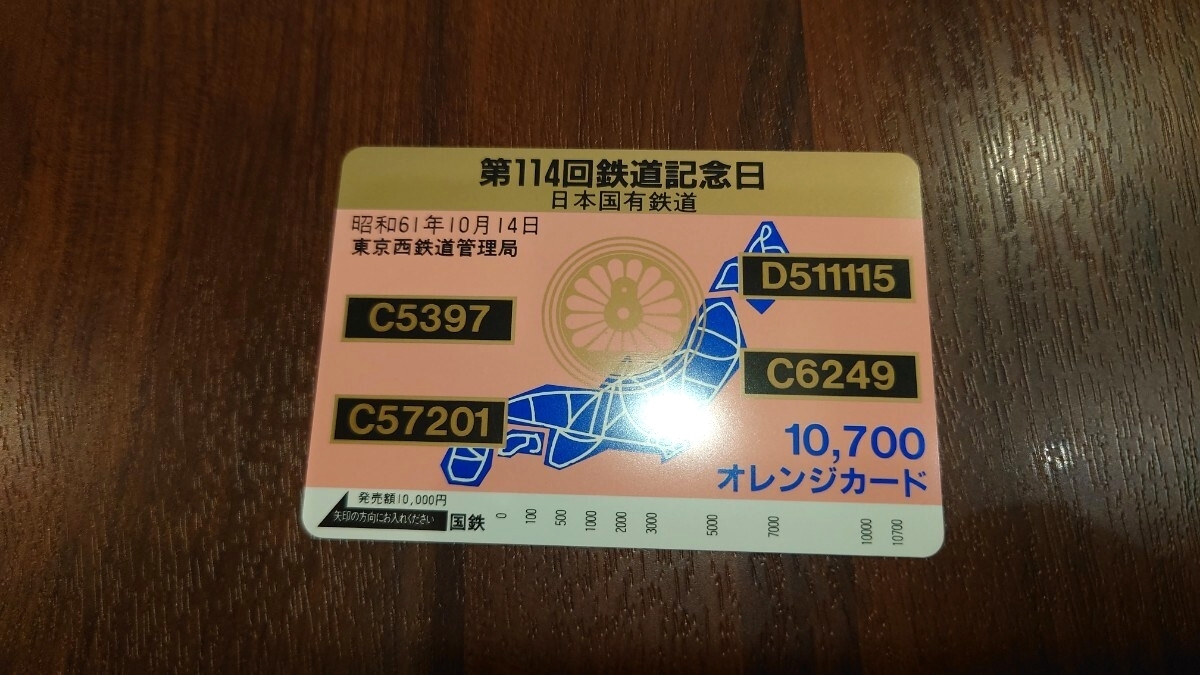 第114回鉄道記念日
日本国有鉄道
昭和61年10月14日
東京西鉄道管理局
D511115
C5397
C6249
C57201
10,700
オレンジカード
発売額10,000円
矢印の方向にお入れください
国鉄
0 100 500 1000 2000 3000 5000 7000 10000 10700